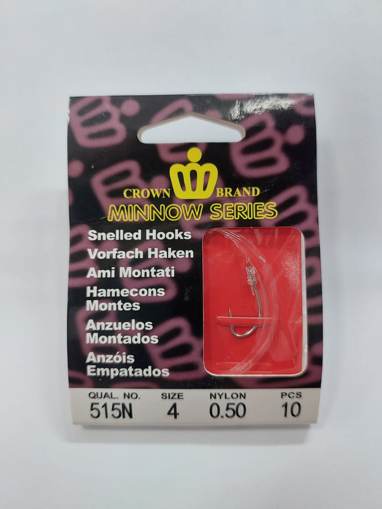 CROWN BRAND
MINNOW SERIES
Snelled Hooks
Vorfach Haken
Ami Montati
Hamecons
Montes
Anzuelos
Montados
Anzóis
Empatados
QUAL. NO. SIZE NYLON PCS
515N 4 0.50 10